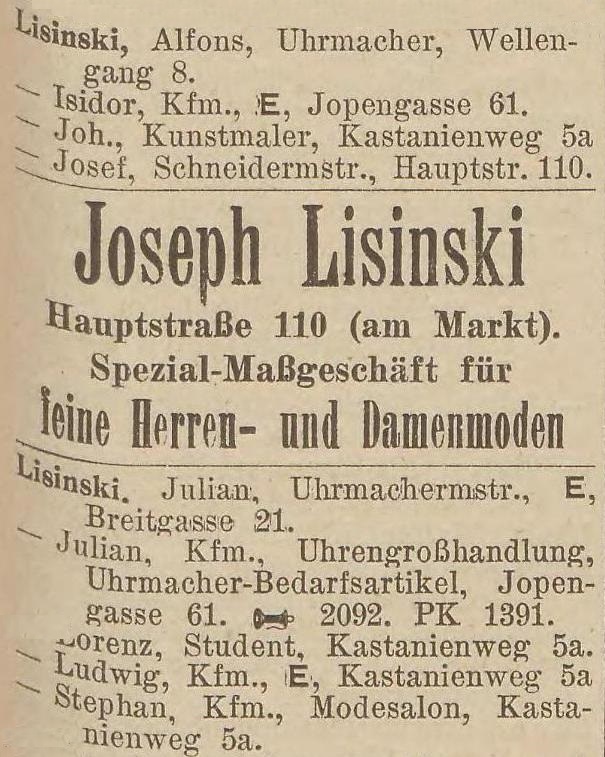 Lisinski, Alfons, Uhrmacher, Wellen-
gang 8.
— Isidor, Kfm., E, Jopengasse 61.
— Joh., Kunstmaler, Kastanienweg 5a
— Josef, Schneidermstr., Hauptstr. 110.
Joseph Lisinski
Hauptstraße 110 (am Markt).
Spezial-Maßgeschäft für
feine Herren- und Damenmoden
Lisinski, Julian, Uhrmachermstr., E,
Breitgasse 21.
— Julian, Kfm., Uhrengroßhandlung,
Uhrmacher-Bedarfsartikel, Jopen-
gasse 61. 2092. PK 1391.
— Lorenz, Student, Kastanienweg 5a.
— Ludwig, Kfm., E, Kastanienweg 5a
— Stephan, Kfm., Modesalon, Kasta-
nienweg 5a.